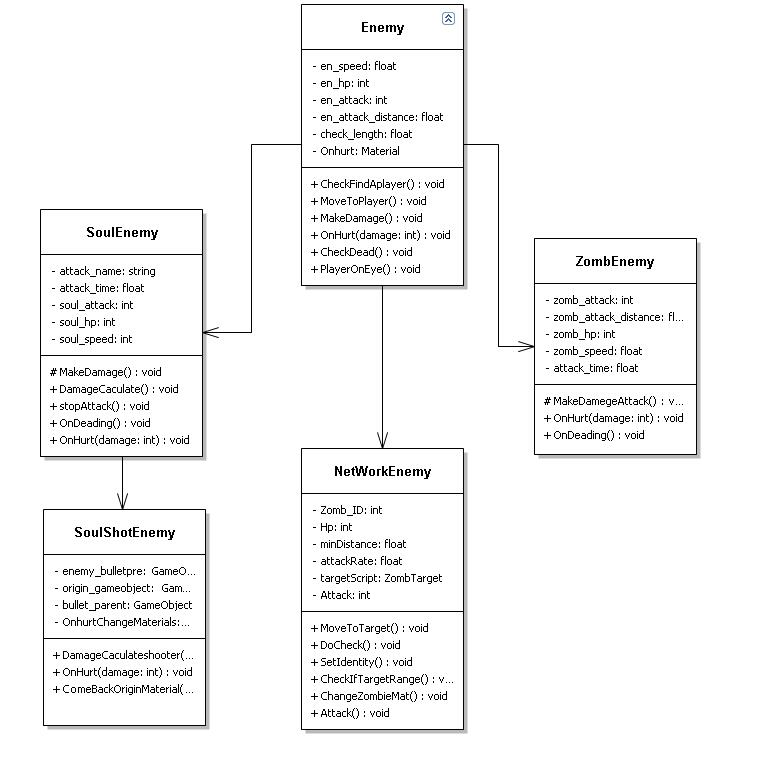 Enemy
- en_speed: float
- en_hp: int
- en_attack: int
- en_attack_distance: float
- check_length: float
- Onhurt: Material
+ CheckFindAplayer() : void
+ MoveToPlayer() : void
+ MakeDamage() : void
+ OnHurt(damage: int) : void
+ CheckDead() : void
+ PlayerOnEye() : void
SoulEnemy
- attack_name: string
- attack_time: float
- soul_attack: int
- soul_hp: int
- soul_speed: int
# MakeDamage() : void
+ DamageCaculate() : void
+ stopAttack() : void
+ OnDeading() : void
+ OnHurt(damage: int) : void
ZombEnemy
- zomb_attack: int
- zomb_attack_distance: fl...
- zomb_hp: int
- zomb_speed: float
- attack_time: float
# MakeDamegeAttack() : v...
+ OnHurt(damage: int) : void
+ OnDeading() : void
SoulShotEnemy
- enemy_bulletpre: GameO...
- origin_gameobject: Gam...
- bullet_parent: GameObject
- OnhurtChangeMaterials:...
+ DamageCaculateshooter(...
+ OnHurt(damage: int) : void
+ ComeBackOriginMaterial(...
NetWorkEnemy
- Zomb_ID: int
- Hp: int
- minDistance: float
- attackRate: float
- targetScript: ZombTarget
- Attack: int
+ MoveToTarget() : void
+ DoCheck() : void
+ SetIdentity() : void
+ CheckIfTargetRange() : v...
+ ChangeZombieMat() : void
+ Attack() : void